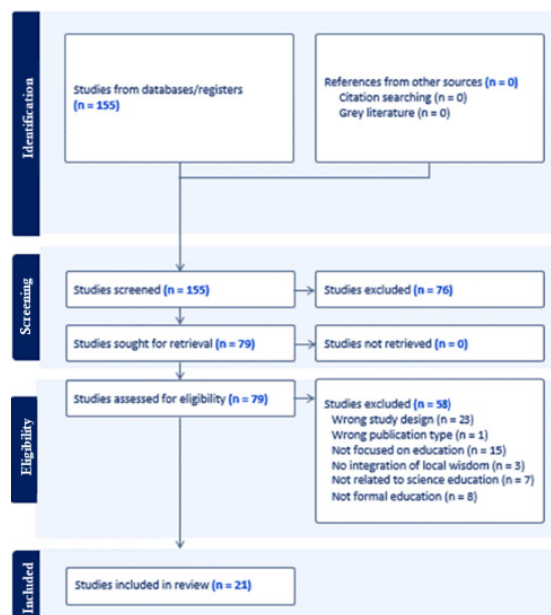 Identification
Studies from databases/registers
(n = 155)
References from other sources (n = 0)
Citation searching (n = 0)
Grey literature (n = 0)
Screening
Studies screened (n = 155)
Studies excluded (n = 76)
Studies sought for retrieval (n = 79)
Studies not retrieved (n = 0)
Eligibility
Studies assessed for eligibility (n = 79)
Studies excluded (n = 58)
Wrong study design (n = 23)
Wrong publication type (n = 1)
Not focused on education (n = 15)
No integration of local wisdom (n = 3)
Not related to science education (n = 7)
Not formal education (n = 8)
Included
Studies included in review (n = 21)